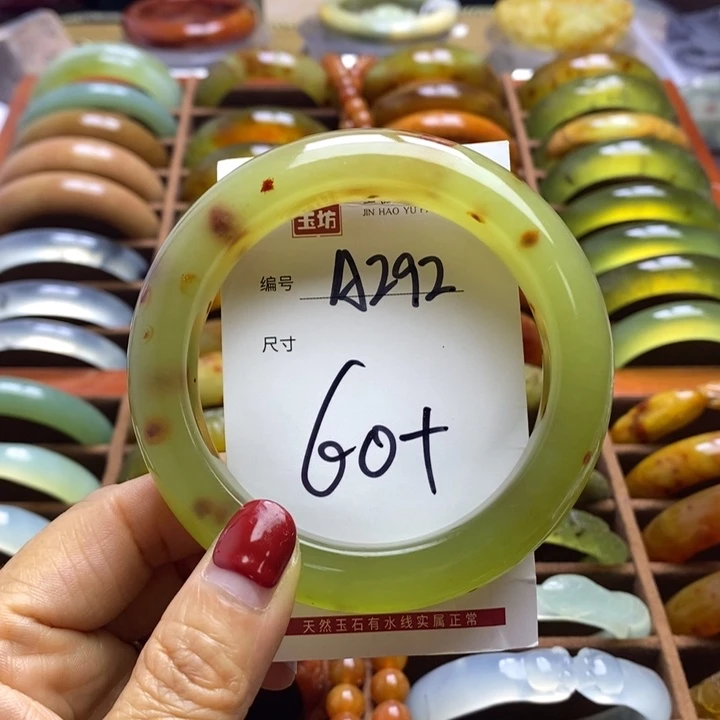 玉坊
JIN HAO YU
编号 A292
尺寸
60+
天然玉石有水线实属正常